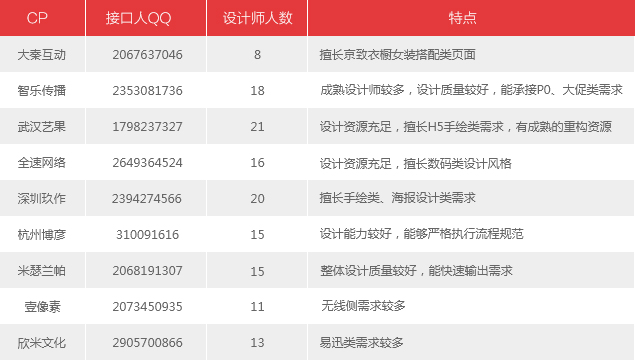 CP 接口人QQ 设计师人数 特点
大秦互动 2067637046 8 擅长京致衣橱女装搭配类页面
智乐传播 2353081736 18 成熟设计师较多，设计质量较好，能承接P0、大促类需求
武汉艺果 1798237327 21 设计资源充足，擅长H5手绘类需求，有成熟的重构资源
全速网络 2649364524 16 设计资源充足，擅长数码类设计风格
深圳玖作 2394274566 20 擅长手绘类、海报设计类需求
杭州博彦 310091616 15 设计能力较好，能够严格执行流程规范
米瑟兰帕 2068191307 15 整体设计质量较好，能快速输出需求
壹像素 2073450935 11 无线侧需求较多
欣米文化 2905700866 13 易迅类需求较多